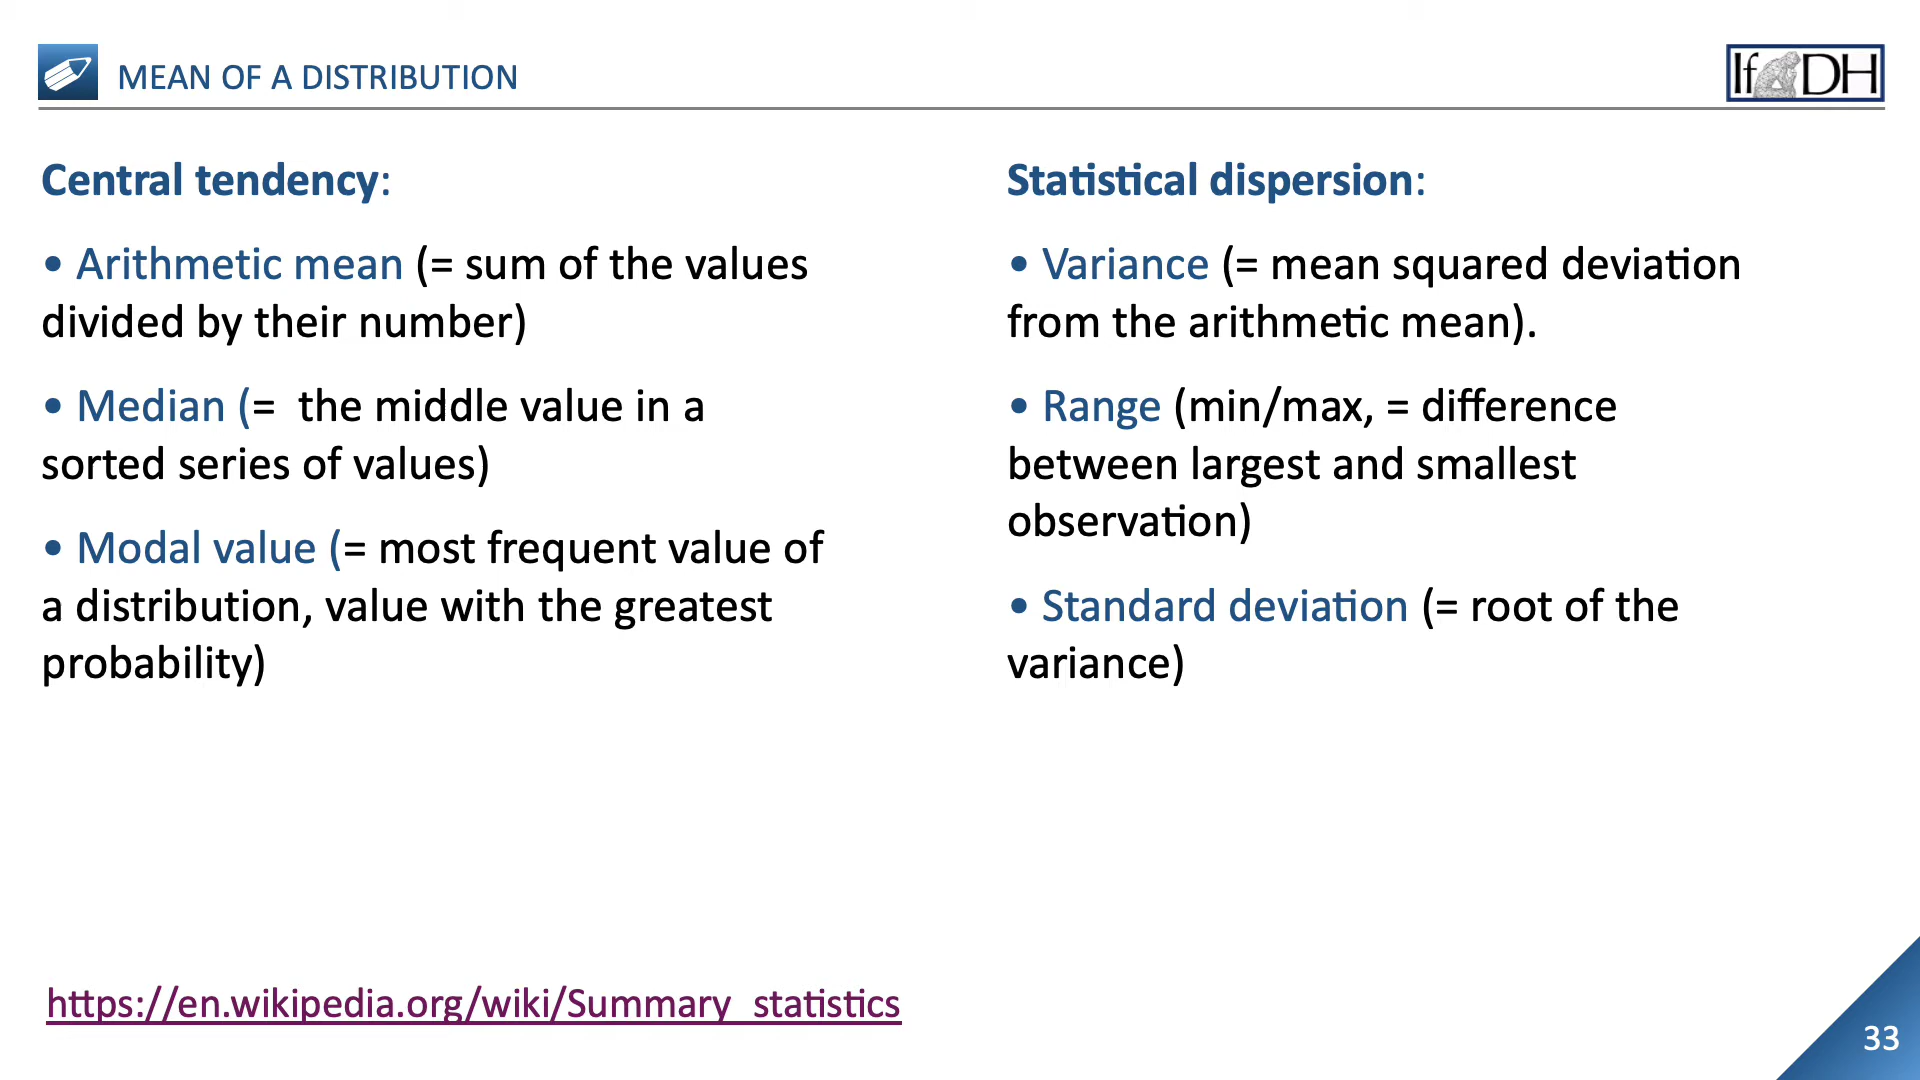 MEAN OF A DISTRIBUTION
IfDH
Central tendency:
• Arithmetic mean (= sum of the values
divided by their number)
• Median (=  the middle value in a
sorted series of values)
• Modal value (= most frequent value of
a distribution, value with the greatest
probability)
Statistical dispersion:
• Variance (= mean squared deviation
from the arithmetic mean).
• Range (min/max, = difference
between largest and smallest
observation)
• Standard deviation (= root of the
variance)
https://en.wikipedia.org/wiki/Summary_statistics
33